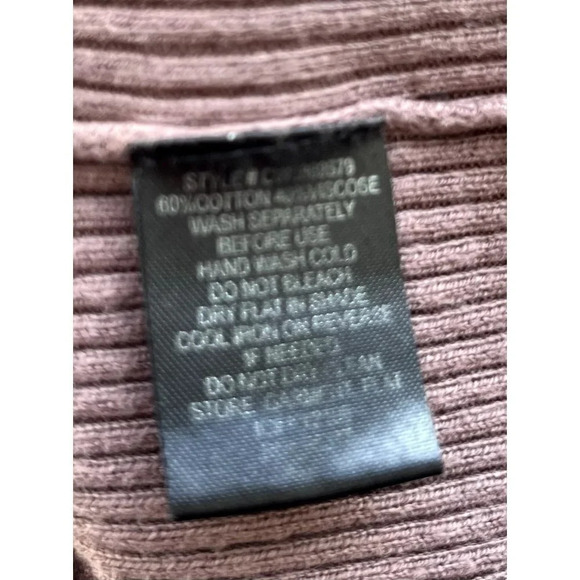 STYLE#
60%COTTON 40%VISCOSE
WASH SEPARATELY
BEFORE USE
HAND WASH COLD
DO NOT BLEACH
DRY FLAT IN SHADE
COOL IRON ON REVERSE
IF NEEDED
DO NOT DRY CLEAN
STORE GARMENT